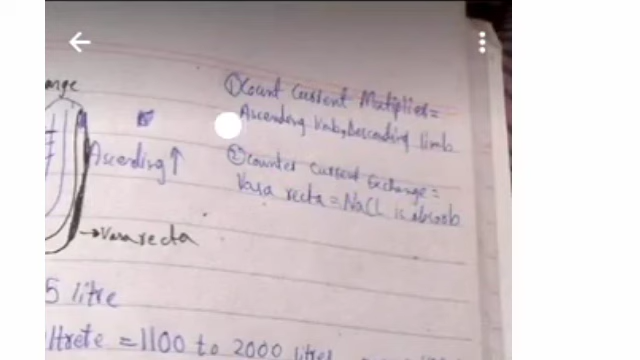 ange
① Count Current Multiplier=
Ascending limb, Descending limb
Ascending ↑
② Counter Current Exchange=
Vasa recta = NaCl is absorb
→ Vasa recta
5 litre
ltrete = 1100 to 2000 litre